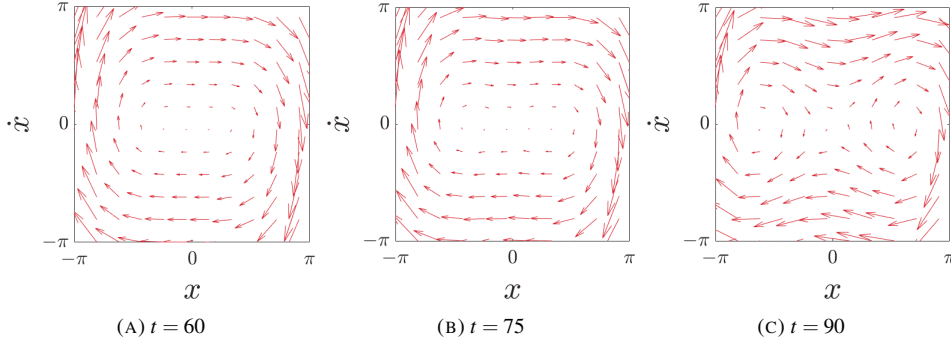 π π π
ẋ 0 ẋ 0 ẋ 0
−π −π −π
−π 0 π −π 0 π −π 0 π
x x x
(A) t = 60 (B) t = 75 (C) t = 90